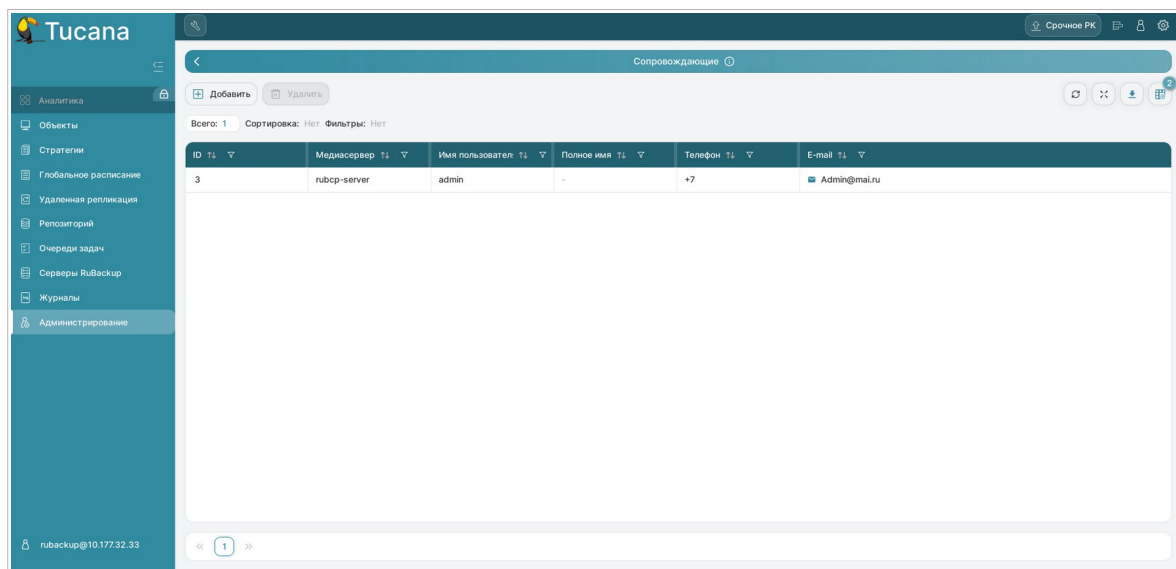 Tucana
Срочное РК
Сопровождающие
Аналитика
Объекты
Стратегии
Глобальное расписание
Удаленная репликация
Репозиторий
Очереди задач
Серверы RuBackup
Журналы
Администрирование
rubackup@10.177.32.33
Добавить Удалить
2
Всего: 1 Сортировка: Нет Фильтры: Нет
ID Медиасервер Имя пользовател Полное имя Телефон E-mail
3 rubcp-server admin - +7 Admin@mai.ru
1